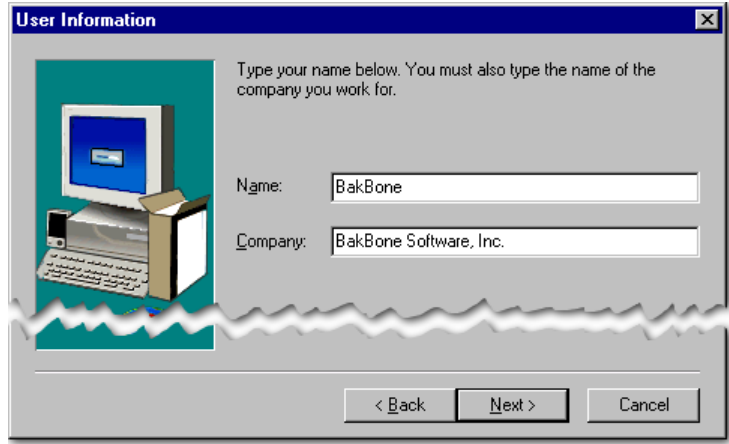 User Information
Type your name below. You must also type the name of the
company you work for.
Name:
BakBone
Company:
BakBone Software, Inc.
< Back
Next >
Cancel